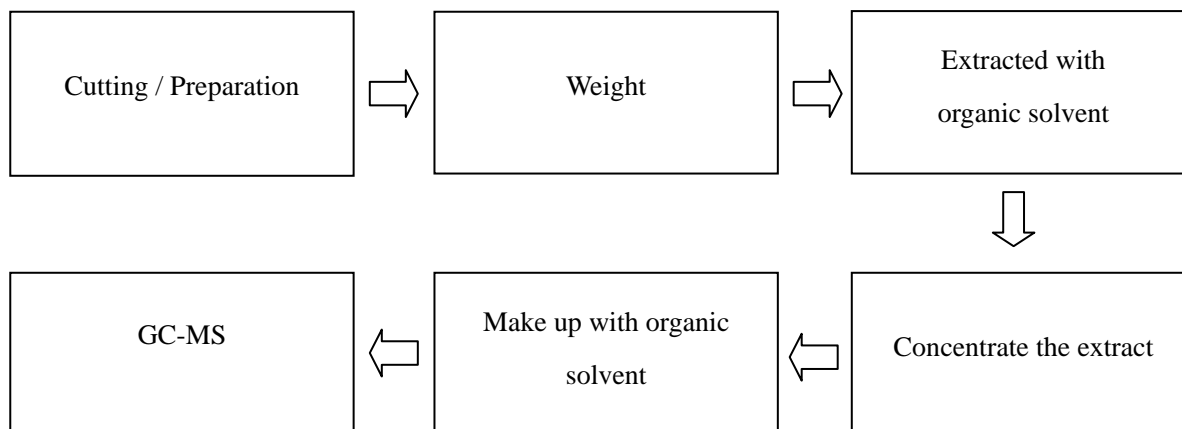 Cutting / Preparation
Weight
Extracted with
organic solvent
Concentrate the extract
Make up with organic
solvent
GC-MS